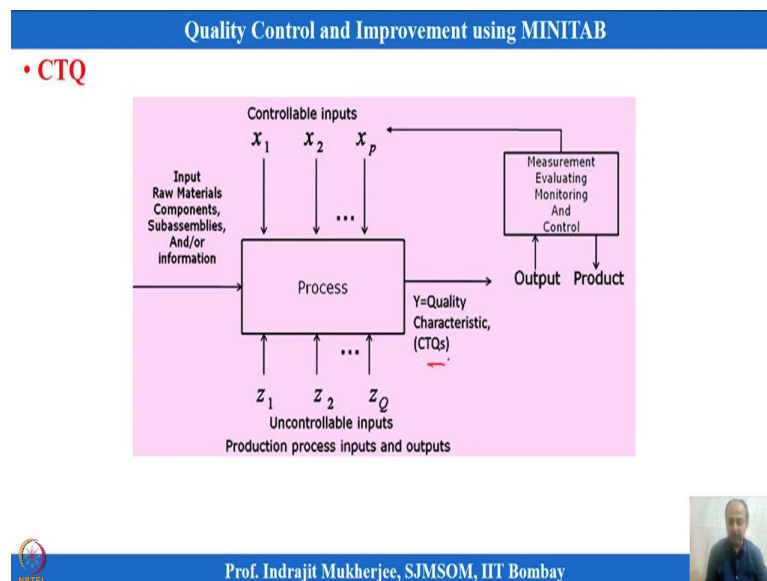 Quality Control and Improvement using MINITAB
• CTQ
Controllable inputs
x1 x2 xp
Input
Raw Materials
Components,
Subassemblies,
And/or
information
...
Process
Measurement
Evaluating
Monitoring
And
Control
Output Product
Y=Quality
Characteristic,
(CTQs)
...
z1 z2 zQ
Uncontrollable inputs
Production process inputs and outputs
NPTEL
Prof. Indrajit Mukherjee, SJMSOM, IIT Bombay